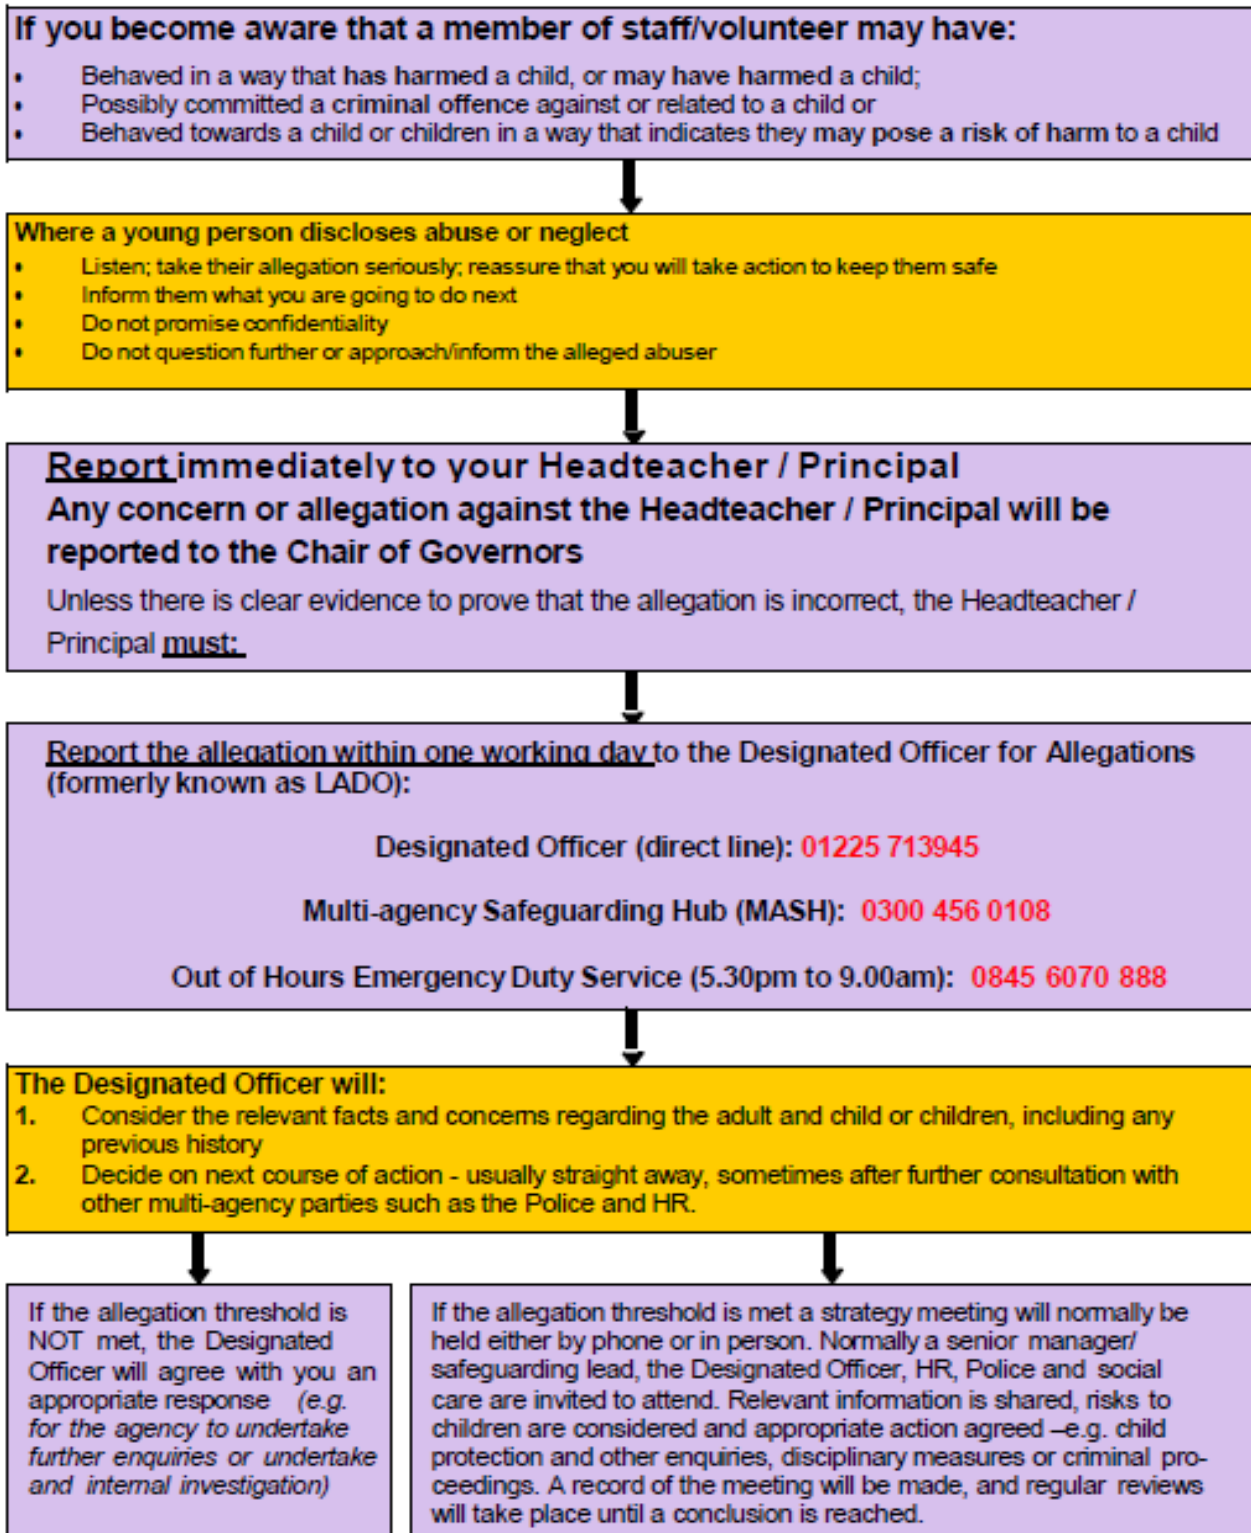 If you become aware that a member of staff/volunteer may have:
• Behaved in a way that has harmed a child, or may have harmed a child;
• Possibly committed a criminal offence against or related to a child or
• Behaved towards a child or children in a way that indicates they may pose a risk of harm to a child
Where a young person discloses abuse or neglect
• Listen; take their allegation seriously; reassure that you will take action to keep them safe
• Inform them what you are going to do next
• Do not promise confidentiality
• Do not question further or approach/inform the alleged abuser
Report immediately to your Headteacher / Principal
Any concern or allegation against the Headteacher / Principal will be
reported to the Chair of Governors
Unless there is clear evidence to prove that the allegation is incorrect, the Headteacher /
Principal must:
Report the allegation within one working day to the Designated Officer for Allegations
(formerly known as LADO):
Designated Officer (direct line): 01225 713945
Multi-agency Safeguarding Hub (MASH): 0300 456 0108
Out of Hours Emergency Duty Service (5.30pm to 9.00am): 0845 6070 888
The Designated Officer will:
1. Consider the relevant facts and concerns regarding the adult and child or children, including any
previous history
2. Decide on next course of action - usually straight away, sometimes after further consultation with
other multi-agency parties such as the Police and HR.
If the allegation threshold is
NOT met, the Designated
Officer will agree with you an
appropriate response (e.g.
for the agency to undertake
further enquiries or undertake
and internal investigation)
If the allegation threshold is met a strategy meeting will normally be
held either by phone or in person. Normally a senior manager/
safeguarding lead, the Designated Officer, HR, Police and social
care are invited to attend. Relevant information is shared, risks to
children are considered and appropriate action agreed –e.g. child
protection and other enquiries, disciplinary measures or criminal pro-
ceedings. A record of the meeting will be made, and regular reviews
will take place until a conclusion is reached.